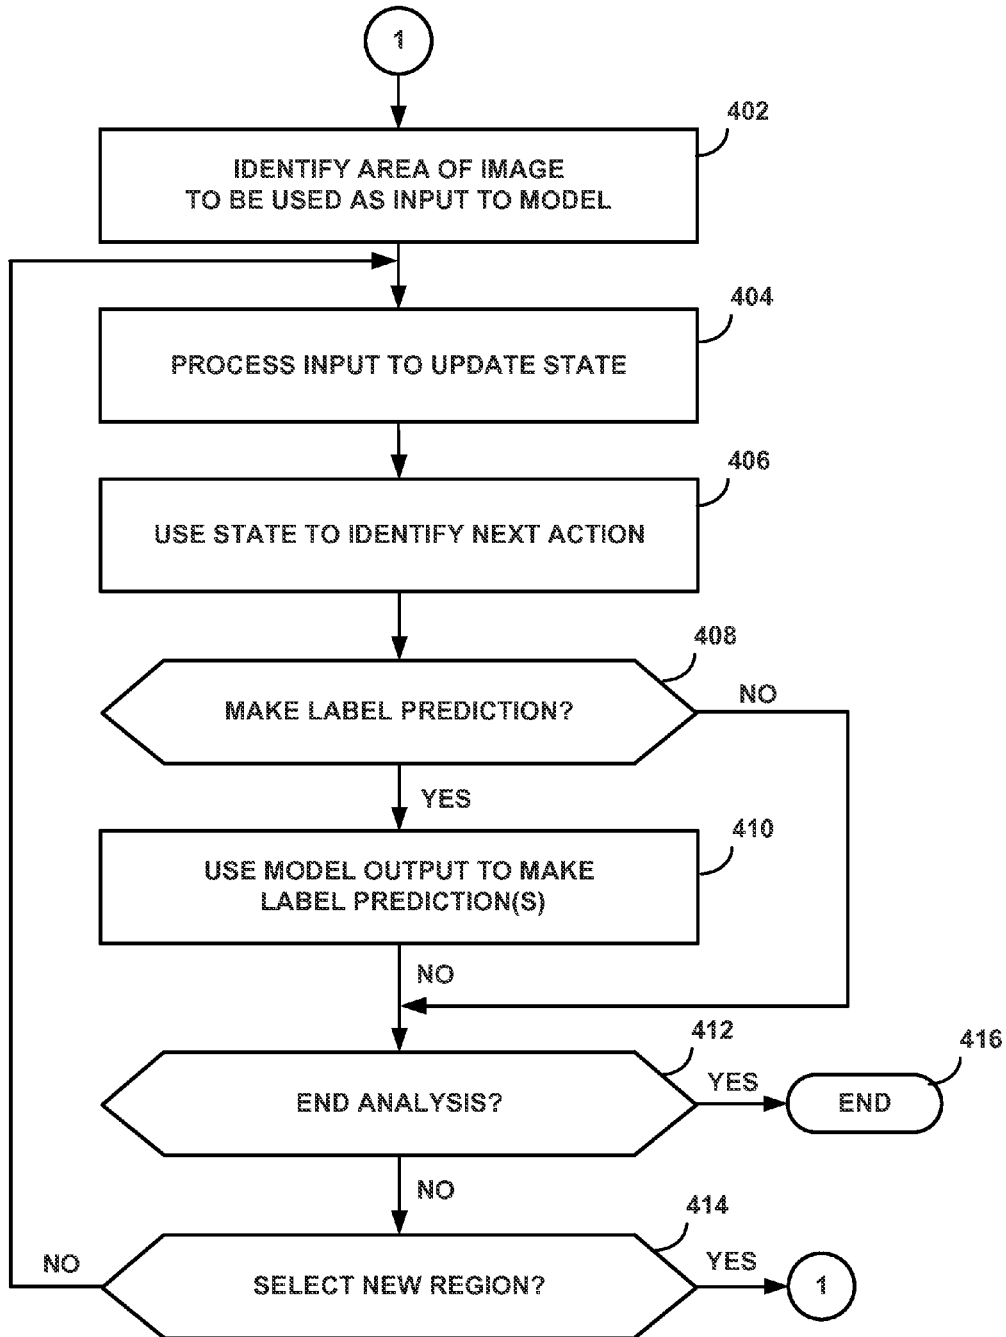 1
402
IDENTIFY AREA OF IMAGE
TO BE USED AS INPUT TO MODEL
404
PROCESS INPUT TO UPDATE STATE
406
USE STATE TO IDENTIFY NEXT ACTION
408
MAKE LABEL PREDICTION?
NO
YES
410
USE MODEL OUTPUT TO MAKE
LABEL PREDICTION(S)
NO
412
END ANALYSIS?
YES
416
END
NO
414
NO
SELECT NEW REGION?
YES
1